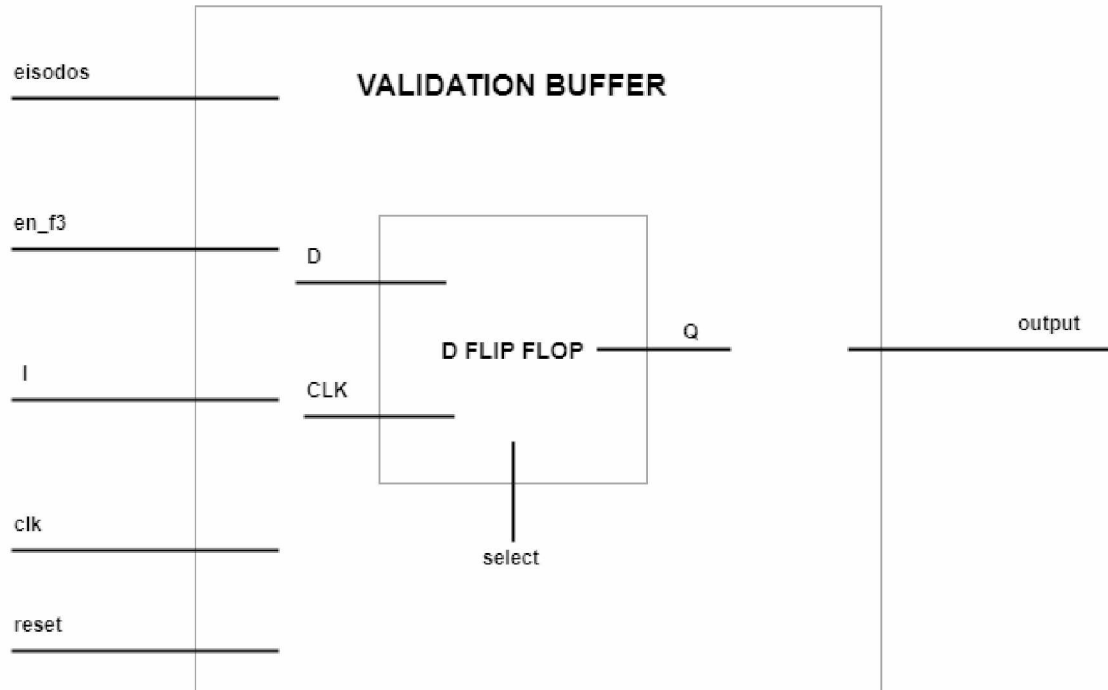 eisodos
VALIDATION BUFFER
en_f3
D
D FLIP FLOP
Q
output
I
CLK
clk
select
reset